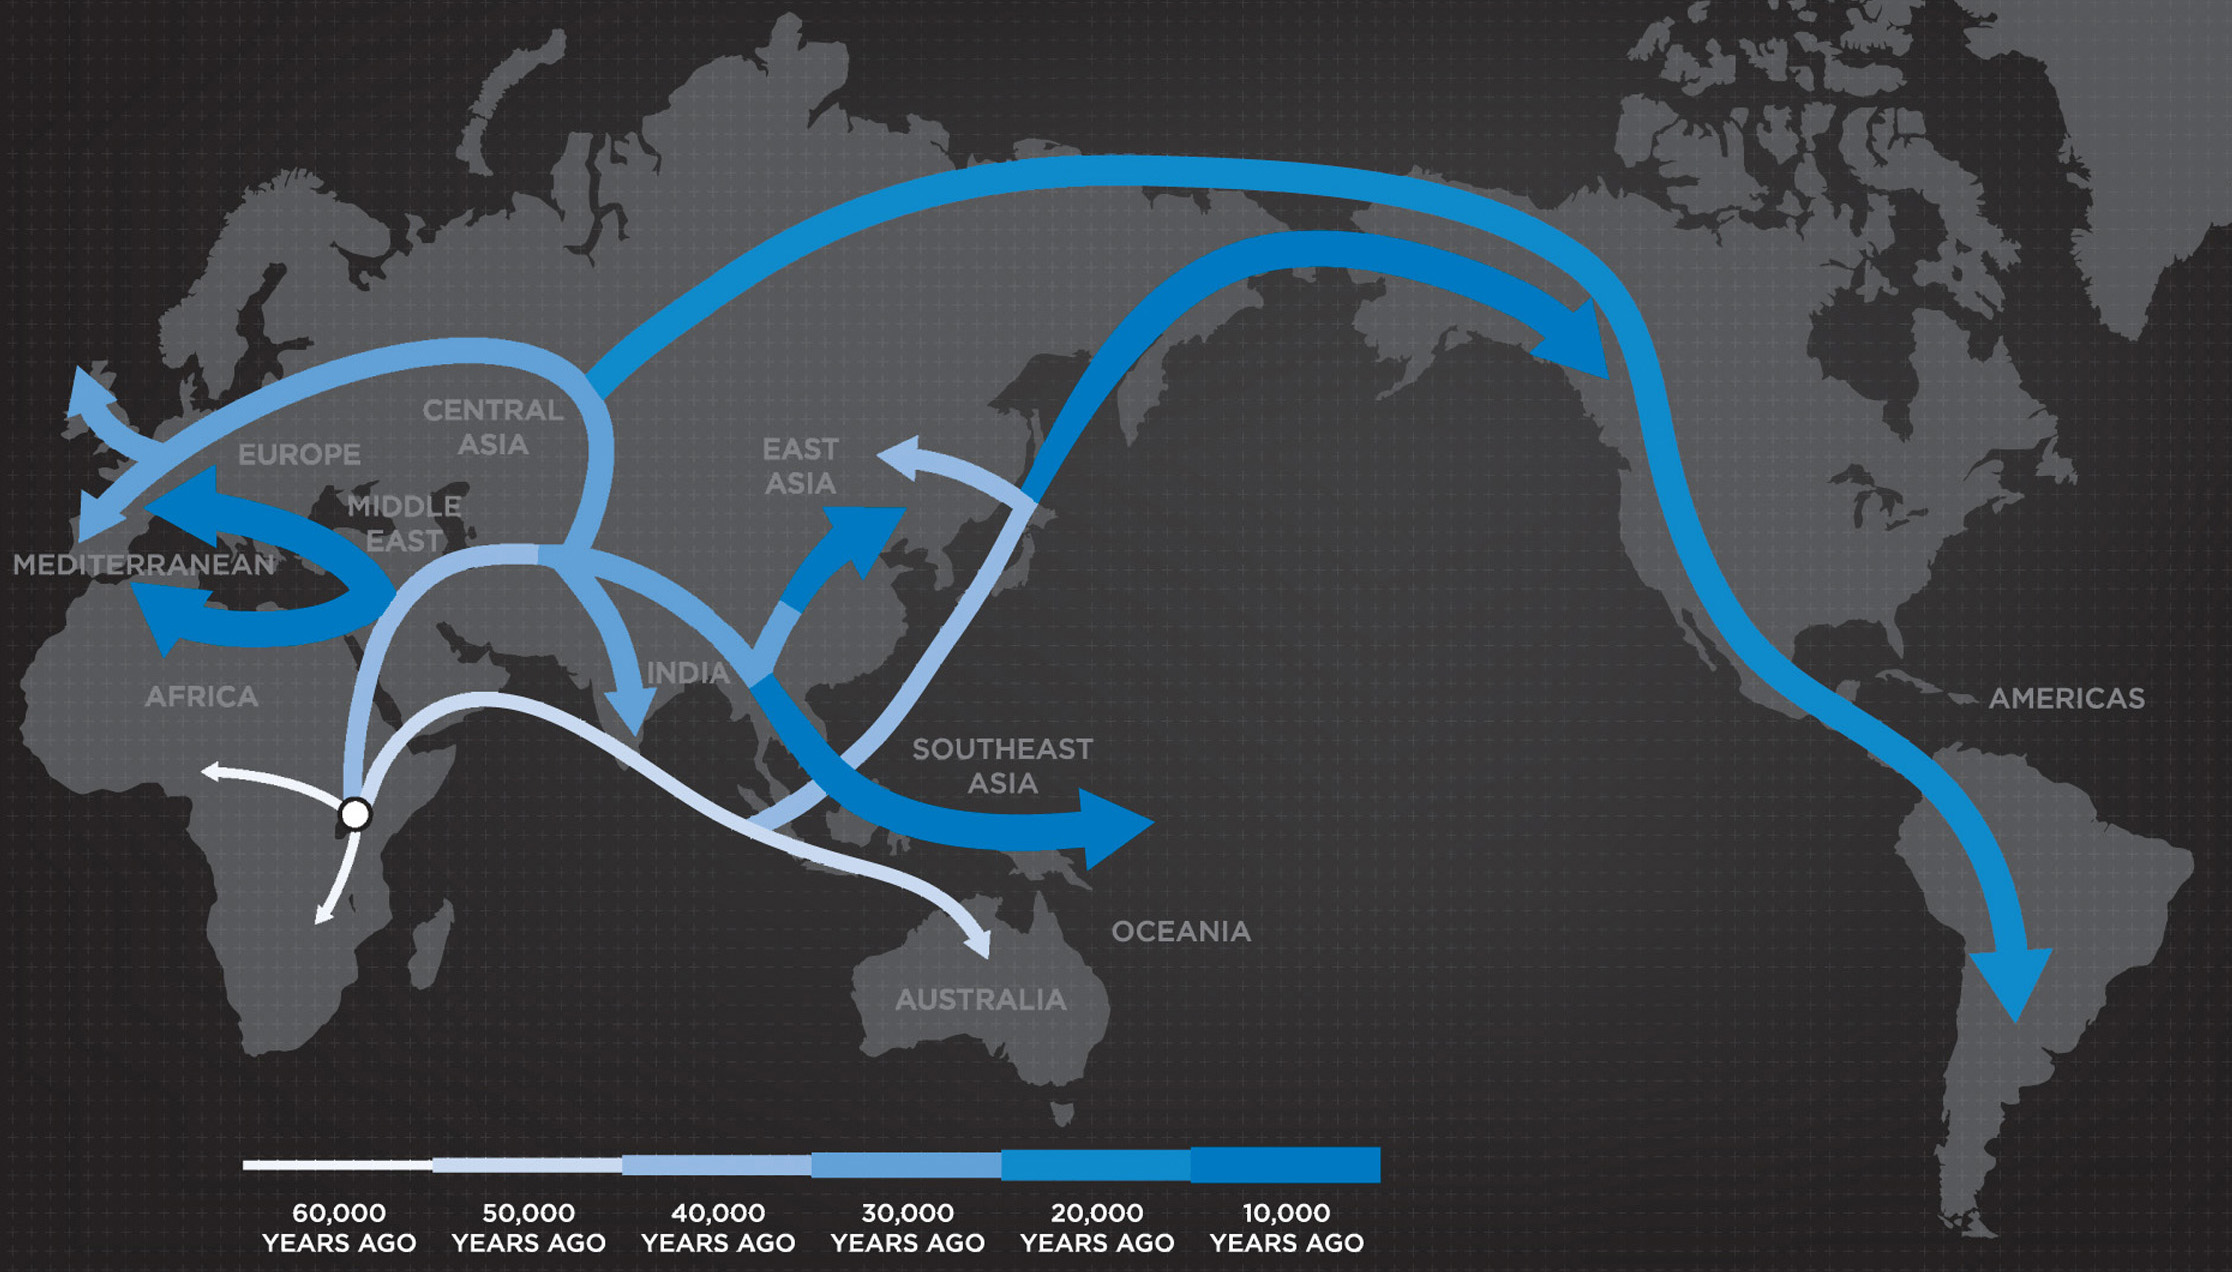 CENTRAL
ASIA
EUROPE
EAST
ASIA
MIDDLE
EAST
MEDITERRANEAN
INDIA
AFRICA
AMERICAS
SOUTHEAST
ASIA
OCEANIA
AUSTRALIA
60,000
YEARS AGO
50,000
YEARS AGO
40,000
YEARS AGO
30,000
YEARS AGO
20,000
YEARS AGO
10,000
YEARS AGO